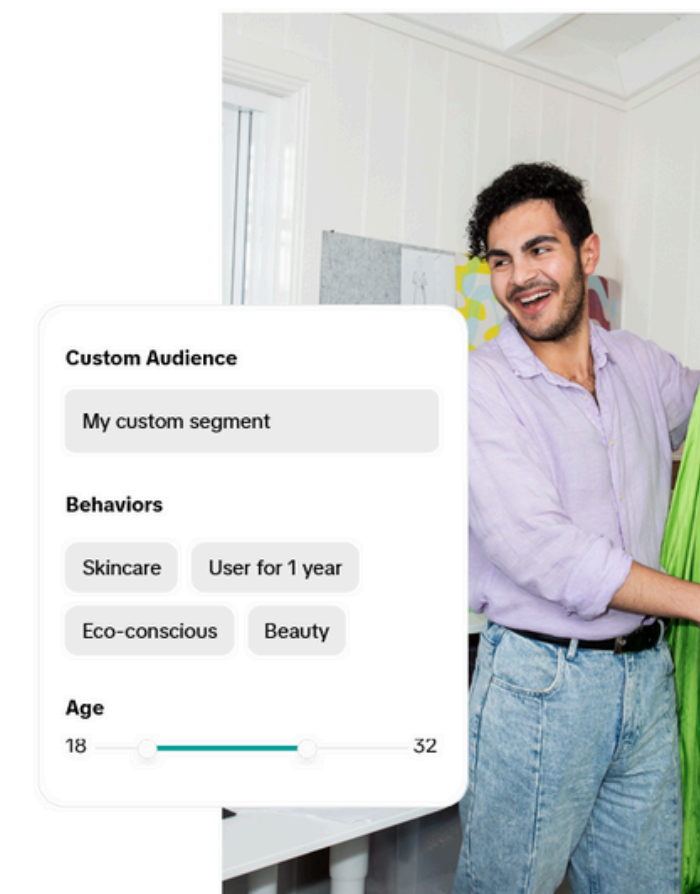 Custom Audience
My custom segment
Behaviors
Skincare User for 1 year
Eco-conscious Beauty
Age
18 32